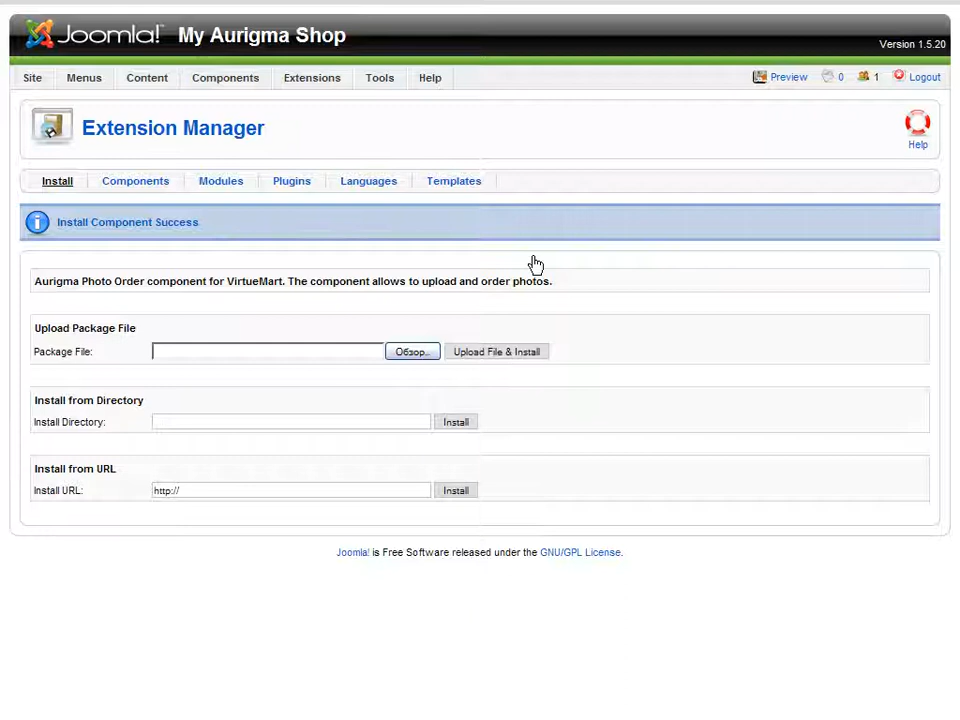 Joomla! My Aurigma Shop
Version 1.5.20
Site Menus Content Components Extensions Tools Help Preview 0 1 Logout
Extension Manager
Help
Install Components Modules Plugins Languages Templates
Install Component Success
Aurigma Photo Order component for VirtueMart. The component allows to upload and order photos.
Upload Package File
Package File: Обзор... Upload File & Install
Install from Directory
Install Directory: Install
Install from URL
Install URL: http:// Install
Joomla! is Free Software released under the GNU/GPL License.